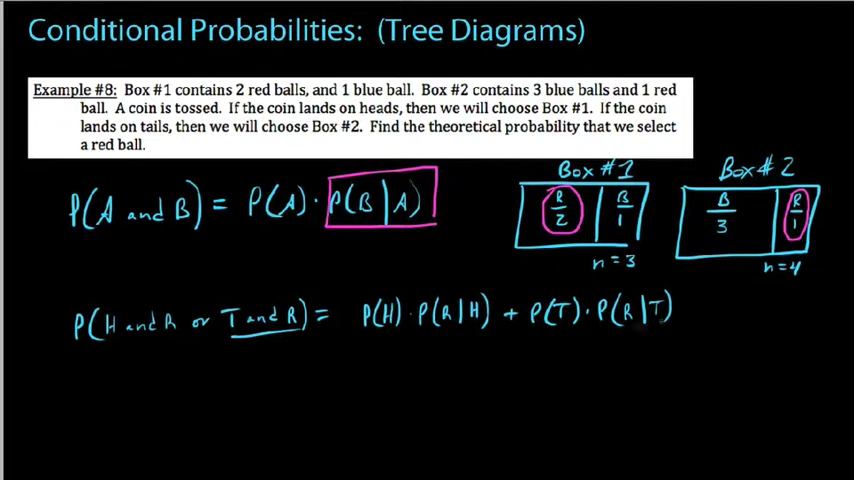 Conditional Probabilities: (Tree Diagrams)
Example #8: Box #1 contains 2 red balls, and 1 blue ball. Box #2 contains 3 blue balls and 1 red
ball. A coin is tossed. If the coin lands on heads, then we will choose Box #1. If the coin
lands on tails, then we will choose Box #2. Find the theoretical probability that we select
a red ball.
Box #1
Box #2
P(A and B) = P(A) · P(B|A)
R
2
B
1
B
3
R
1
n = 3
n = 4
P(H and R or T and R) = P(H) · P(R|H) + P(T) · P(R|T)